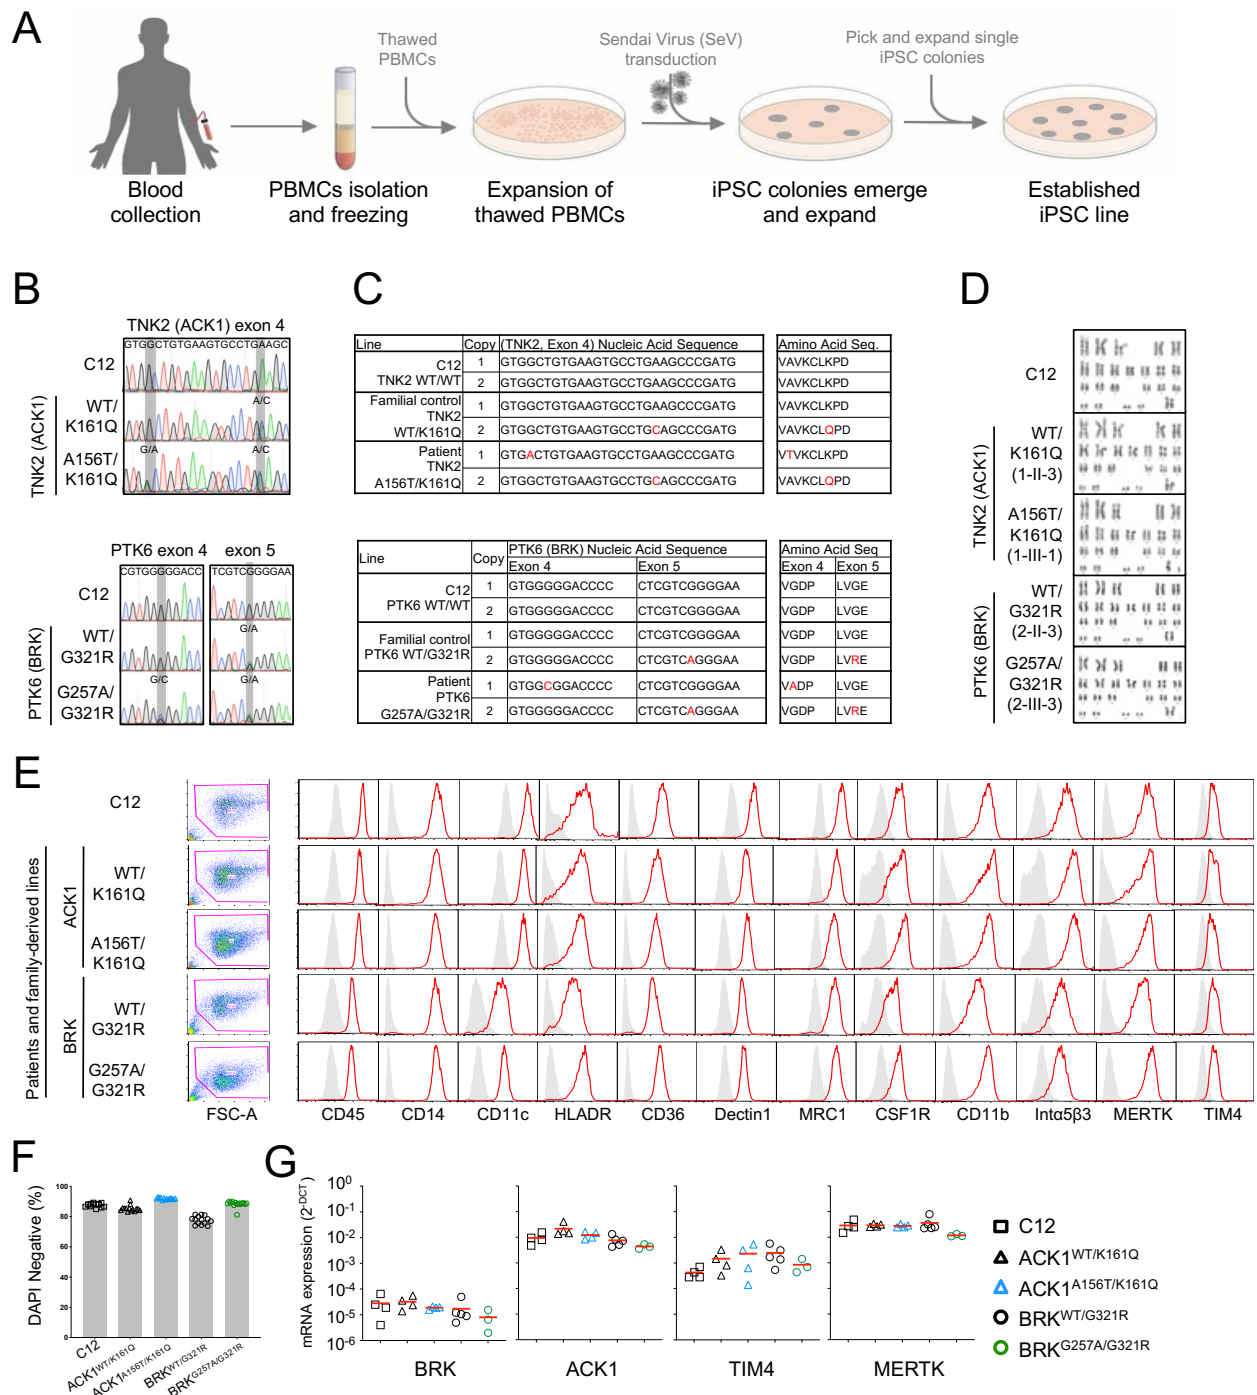 A
Thawed
PBMCs
Sendai Virus (SeV)
transduction
Pick and expand single
iPSC colonies
Blood
collection
PBMCs isolation
and freezing
Expansion of
thawed PBMCs
iPSC colonies emerge
and expand
Established
iPSC line
B
TNK2 (ACK1) exon 4
GTGGCTGTGAAGTGCCTGAAGC
C12
A/C
TNK2 (ACK1)
WT/
K161Q
G/A A/C
A156T/
K161Q
PTK6 exon 4 exon 5
CGTGGGGGACC TCGTCGGGGAA
C12
G/A
PTK6 (BRK)
WT/
G321R
G/C G/A
G257A/
G321R
C
Line Copy (TNK2, Exon 4) Nucleic Acid Sequence Amino Acid Seq.
C12
TNK2 WT/WT
1 GTGGCTGTGAAGTGCCTGAAGCCCGATG VAVKCLKPD
2 GTGGCTGTGAAGTGCCTGAAGCCCGATG VAVKCLKPD
Familial control
TNK2
WT/K161Q
1 GTGGCTGTGAAGTGCCTGAAGCCCGATG VAVKCLKPD
2 GTGGCTGTGAAGTGCCTGCAGCCCGATG VAVKCLQPD
Patient
TNK2
A156T/K161Q
1 GTGACTGTGAAGTGCCTGAAGCCCGATG VTVKCLKPD
2 GTGGCTGTGAAGTGCCTGCAGCCCGATG VAVKCLQPD
Line Copy PTK6 (BRK) Nucleic Acid Sequence Amino Acid Seq
Exon 4 Exon 5 Exon 4 Exon 5
C12
PTK6 WT/WT
1 GTGGGGGACCCC CTCGTCGGGGAA VGDP LVGE
2 GTGGGGGACCCC CTCGTCGGGGAA VGDP LVGE
Familial control
PTK6 WT/G321R
1 GTGGGGGACCCC CTCGTCGGGGAA VGDP LVGE
2 GTGGGGGACCCC CTCGTCAGGGAA VGDP LVRE
Patient
PTK6
G257A/G321R
1 GTGGCGGACCCC CTCGTCGGGGAA VADP LVGE
2 GTGGGGGACCCC CTCGTCAGGGAA VGDP LVRE
D
C12
TNK2 (ACK1)
WT/
K161Q
(1-II-3)
A156T/
K161Q
(1-III-1)
PTK6 (BRK)
WT/
G321R
(2-II-3)
G257A/
G321R
(2-III-3)
E
C12
Patients and family-derived lines
ACK1
WT/
K161Q
A156T/
K161Q
BRK
WT/
G321R
G257A/
G321R
FSC-A CD45 CD14 CD11c HLADR CD36 Dectin1 MRC1 CSF1R CD11b Intα5β3 MERTK TIM4
F
DAPI Negative (%)
100
80
60
40
20
0
C12 ACK1WT/K161Q ACK1A156T/K161Q BRKWT/G321R BRKG257A/G321R
G
mRNA expression (2-DCT)
100
10-1
10-2
10-3
10-4
10-5
10-6
BRK ACK1 TIM4 MERTK
C12
ACK1WT/K161Q
ACK1A156T/K161Q
BRKWT/G321R
BRKG257A/G321R